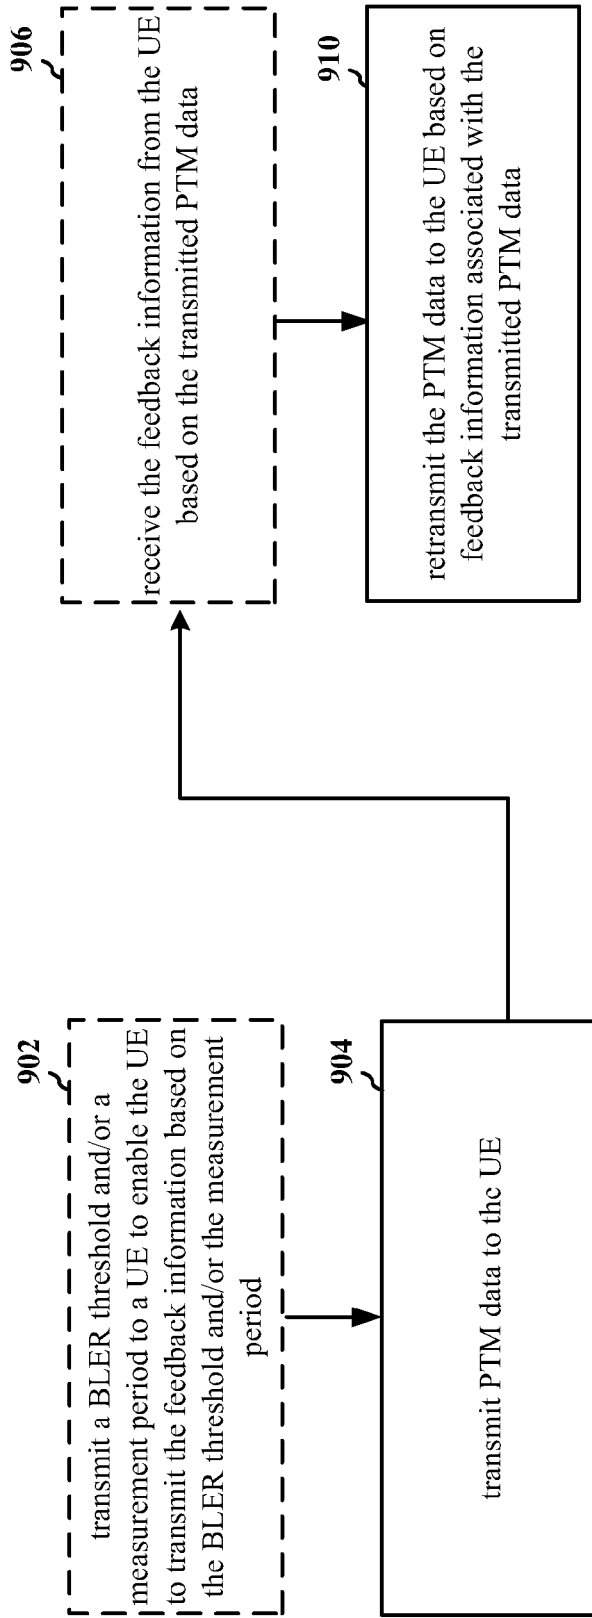 902
transmit a BLER threshold and/or a
measurement period to a UE to enable the UE
to transmit the feedback information based on
the BLER threshold and/or the measurement
period
904
transmit PTM data to the UE
906
receive the feedback information from the UE
based on the transmitted PTM data
910
retransmit the PTM data to the UE based on
feedback information associated with the
transmitted PTM data